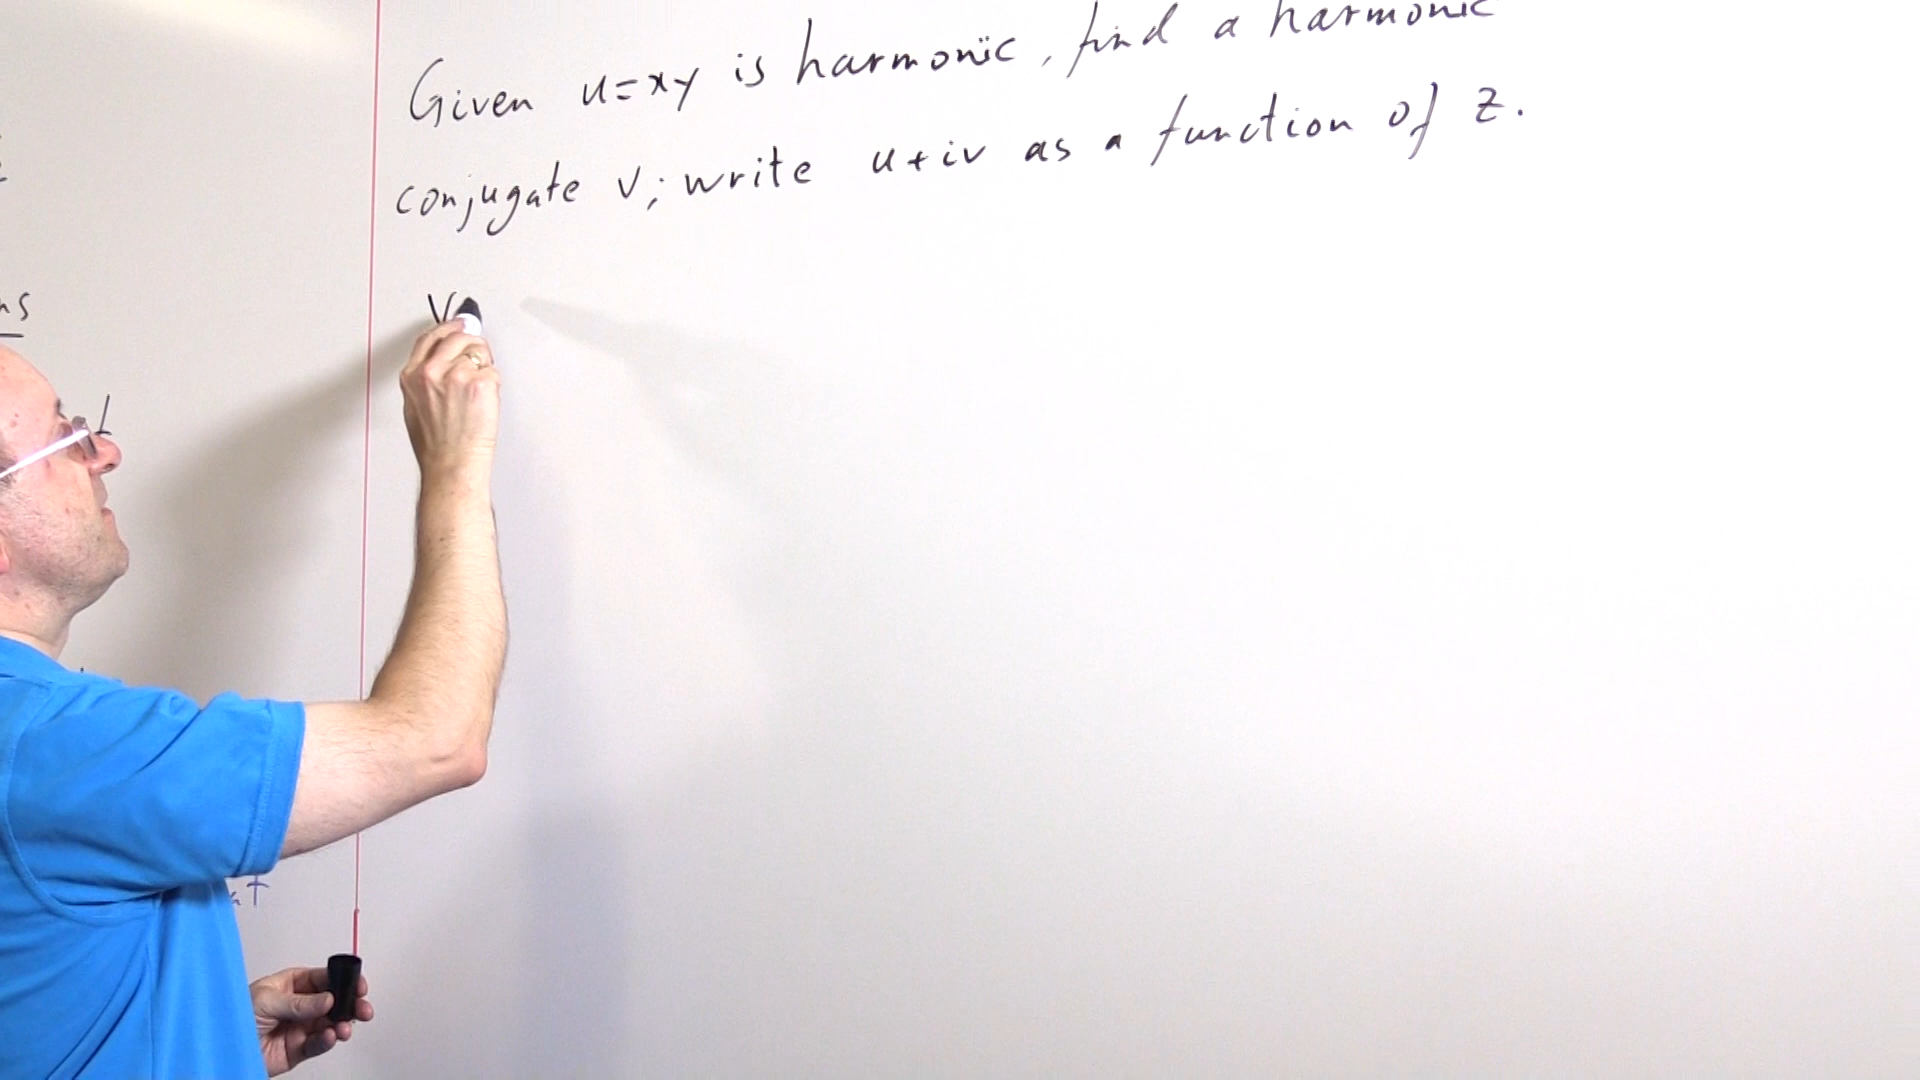 Given u=xy is harmonic, find a harmonic
conjugate v; write u+iv as a function of z.
v